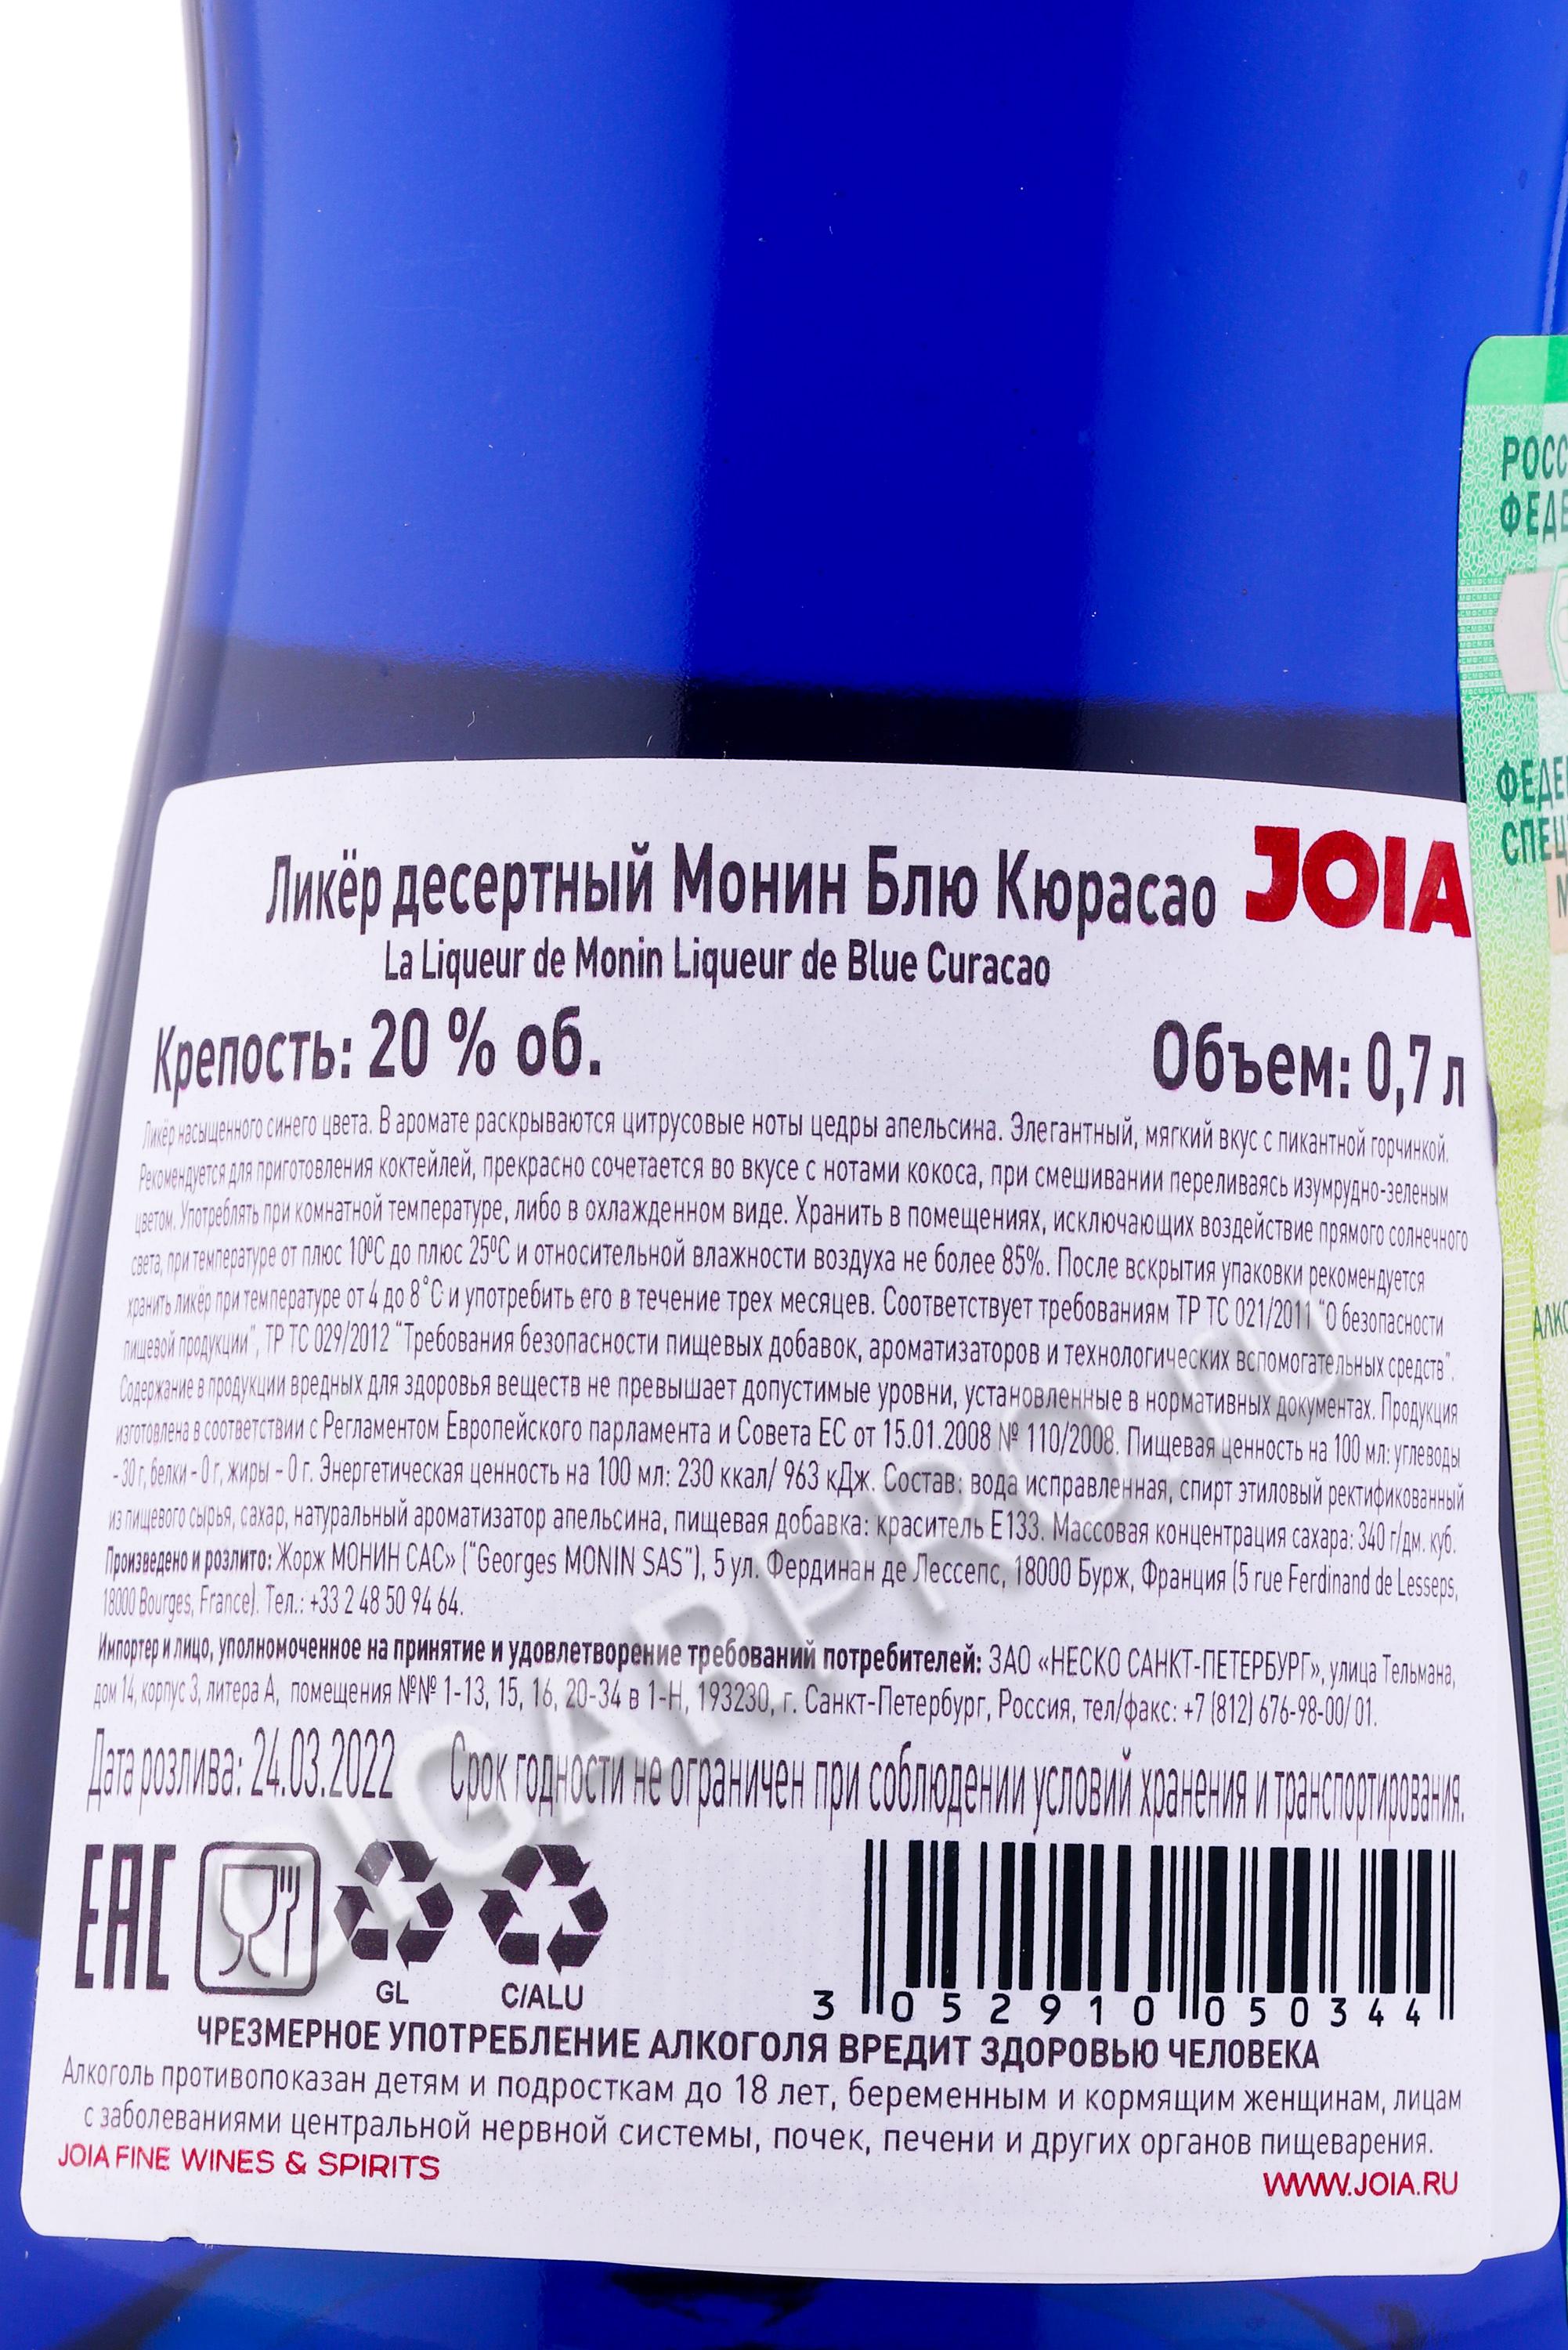 Ликёр десертный Монин Блю Кюрасао JOIA
La Liqueur de Monin Liqueur de Blue Curacao
Крепость: 20 % об. Объем: 0,7 л
Ликёр насыщенного синего цвета. В аромате раскрываются цитрусовые ноты цедры апельсина. Элегантный, мягкий вкус с пикантной горчинкой.
Рекомендуется для приготовления коктейлей, прекрасно сочетается во вкусе с нотами кокоса, при смешивании переливаясь изумрудно-зеленым
цветом. Употреблять при комнатной температуре, либо в охлажденном виде. Хранить в помещениях, исключающих воздействие прямого солнечного
света, при температуре от плюс 10⁰С до плюс 25⁰С и относительной влажности воздуха не более 85%. После вскрытия упаковки рекомендуется
хранить ликёр при температуре от 4 до 8˚С и употребить его в течение трех месяцев. Соответствует требованиям ТР ТС 021/2011 "О безопасности
пищевой продукции", ТР ТС 029/2012 "Требования безопасности пищевых добавок, ароматизаторов и технологических вспомогательных средств".
Содержание в продукции вредных для здоровья веществ не превышает допустимые уровни, установленные в нормативных документах. Продукция
изготовлена в соответствии с Регламентом Европейского парламента и Совета ЕС от 15.01.2008 № 110/2008. Пищевая ценность на 100 мл: углеводы
- 30 г, белки - 0 г, жиры - 0 г. Энергетическая ценность на 100 мл: 230 ккал/ 963 кДж. Состав: вода исправленная, спирт этиловый ректификованный
из пищевого сырья, сахар, натуральный ароматизатор апельсина, пищевая добавка: краситель Е133. Массовая концентрация сахара: 340 г/дм. куб.
Произведено и розлито: Жорж МОНИН САС» ("Georges MONIN SAS"), 5 ул. Фердинан де Лессепс, 18000 Бурж, Франция (5 rue Ferdinand de Lesseps,
18000 Bourges, France). Тел.: +33 2 48 50 94 64.
Импортер и лицо, уполномоченное на принятие и удовлетворение требований потребителей: ЗАО «НЕСКО САНКТ-ПЕТЕРБУРГ», улица Тельмана,
дом 14, корпус 3, литера А, помещения №№ 1-13, 15, 16, 20-34 в 1-Н, 193230, г. Санкт-Петербург, Россия, тел/факс: +7 (812) 676-98-00/ 01.
Дата розлива: 24.03.2022 Срок годности не ограничен при соблюдении условий хранения и транспортирования.
EAC
GL C/ALU
3 052910 050344
ЧРЕЗМЕРНОЕ УПОТРЕБЛЕНИЕ АЛКОГОЛЯ ВРЕДИТ ЗДОРОВЬЮ ЧЕЛОВЕКА
Алкоголь противопоказан детям и подросткам до 18 лет, беременным и кормящим женщинам, лицам
с заболеваниями центральной нервной системы, почек, печени и других органов пищеварения.
JOIA FINE WINES & SPIRITS WWW.JOIA.RU
CIGARPRO.RU
РОСС
ФЕДЕ
ФЕДЕ
СПЕЦ
АЛКО